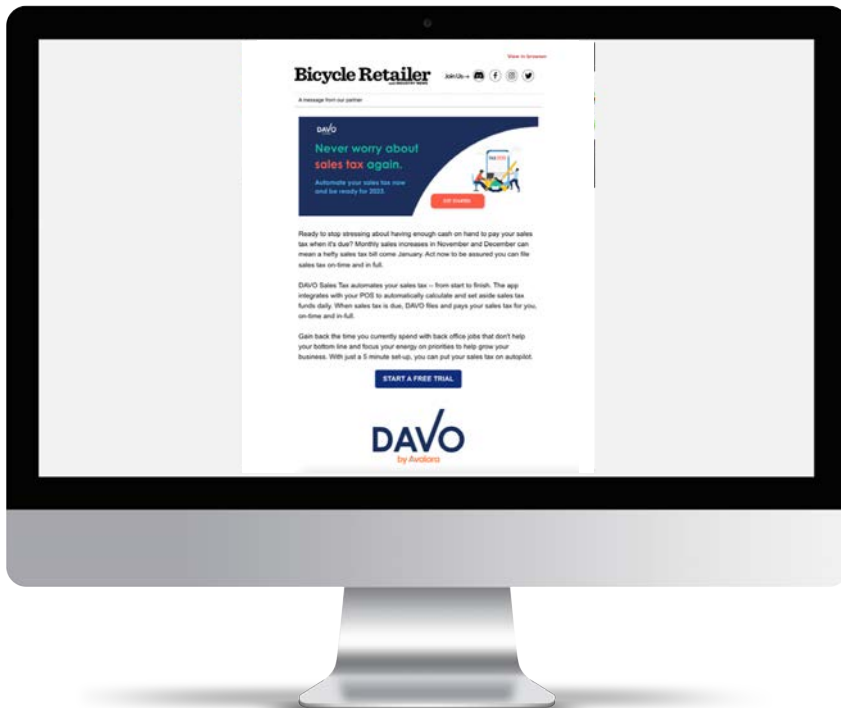 View in browser
Bicycle Retailer
AND INDUSTRY NEWS
Join Us→
A message from our partner
DAVO
Never worry about
sales tax again.
Automate your sales tax now
and be ready for 2023.
GET STARTED
Ready to stop stressing about having enough cash on hand to pay your sales
tax when it's due? Monthly sales increases in November and December can
mean a hefty sales tax bill come January. Act now to be assured you can file
sales tax on-time and in full.
DAVO Sales Tax automates your sales tax – from start to finish. The app
integrates with your POS to automatically calculate and set aside sales tax
funds daily. When sales tax is due, DAVO files and pays your sales tax for you,
on-time and in-full.
Gain back the time you currently spend with back office jobs that don't help
your bottom line and focus your energy on priorities to help grow your
business. With just a 5 minute set-up, you can put your sales tax on autopilot.
START A FREE TRIAL
DAVO
by Avalara